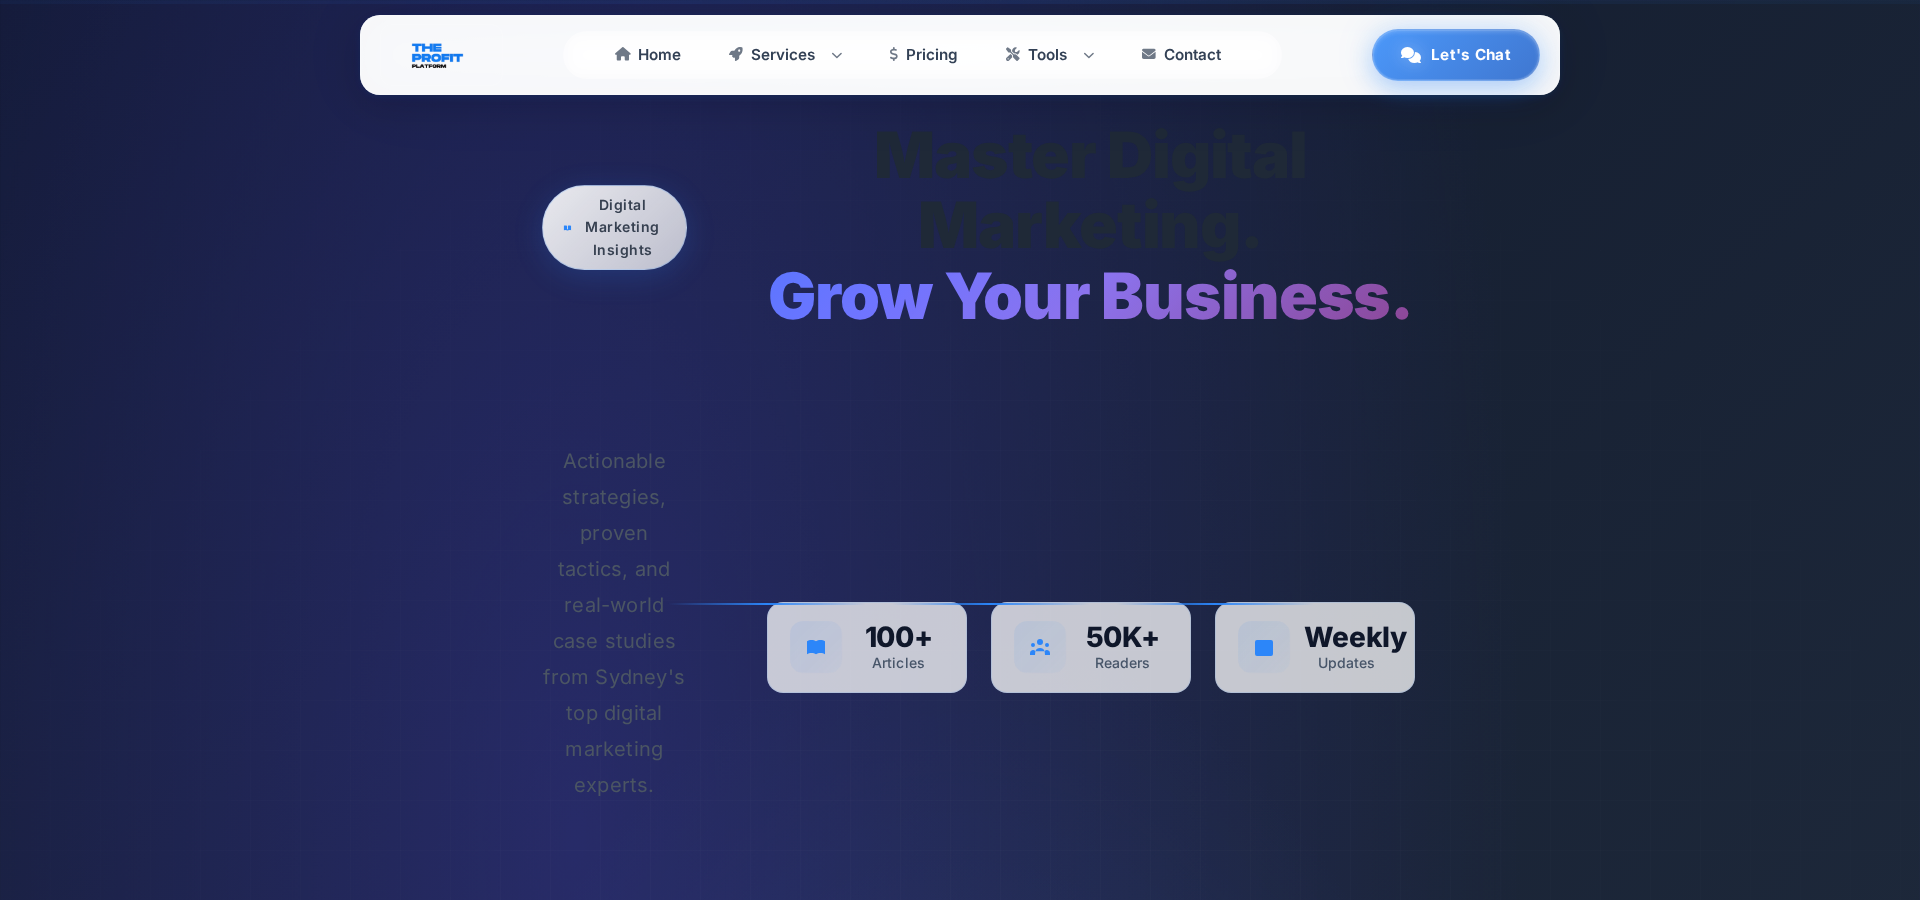 THE
PROFIT
PLATFORM
Home
Services
Pricing
Tools
Contact
Let's Chat
Digital
Marketing
Insights
Master Digital
Marketing.
Grow Your Business.
Actionable
strategies,
proven
tactics, and
real-world
case studies
from Sydney's
top digital
marketing
experts.
100+
Articles
50K+
Readers
Weekly
Updates